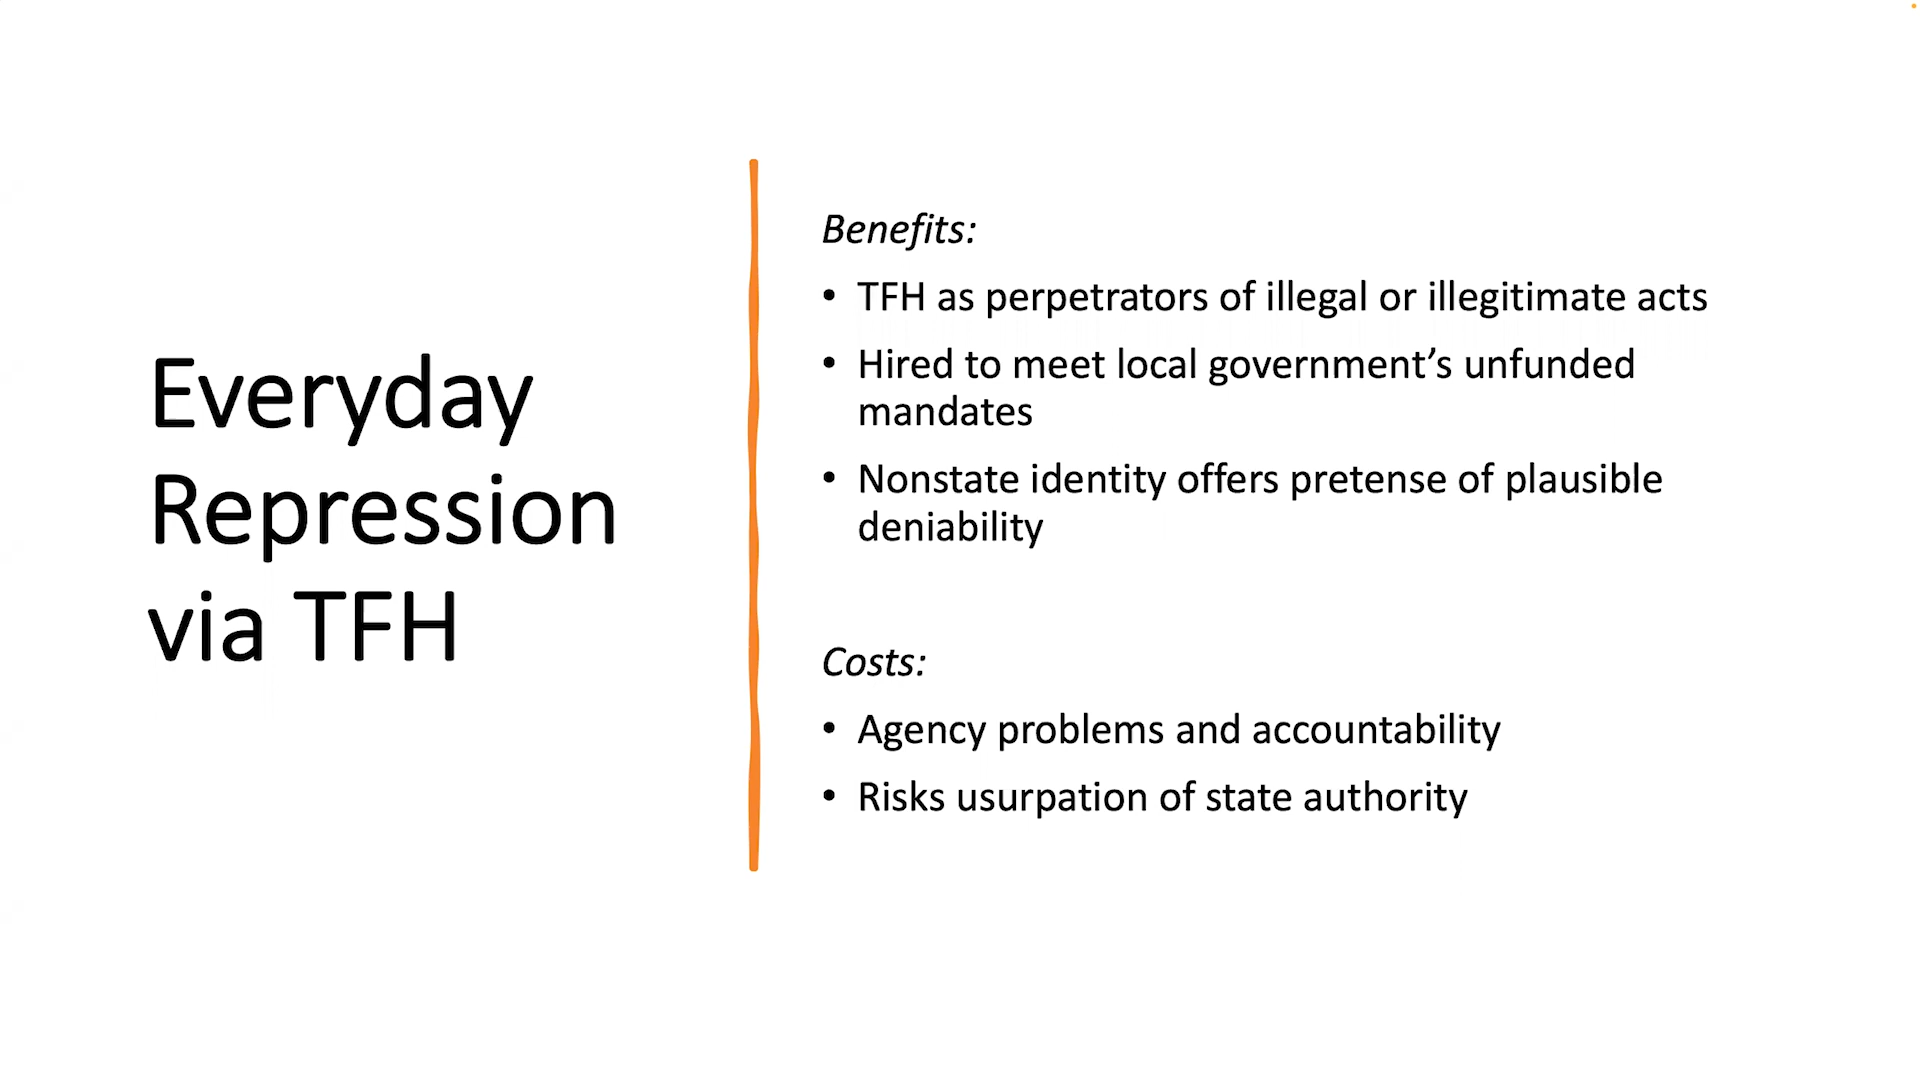 Everyday
Repression
via TFH
Benefits:
• TFH as perpetrators of illegal or illegitimate acts
• Hired to meet local government’s unfunded
mandates
• Nonstate identity offers pretense of plausible
deniability
Costs:
• Agency problems and accountability
• Risks usurpation of state authority